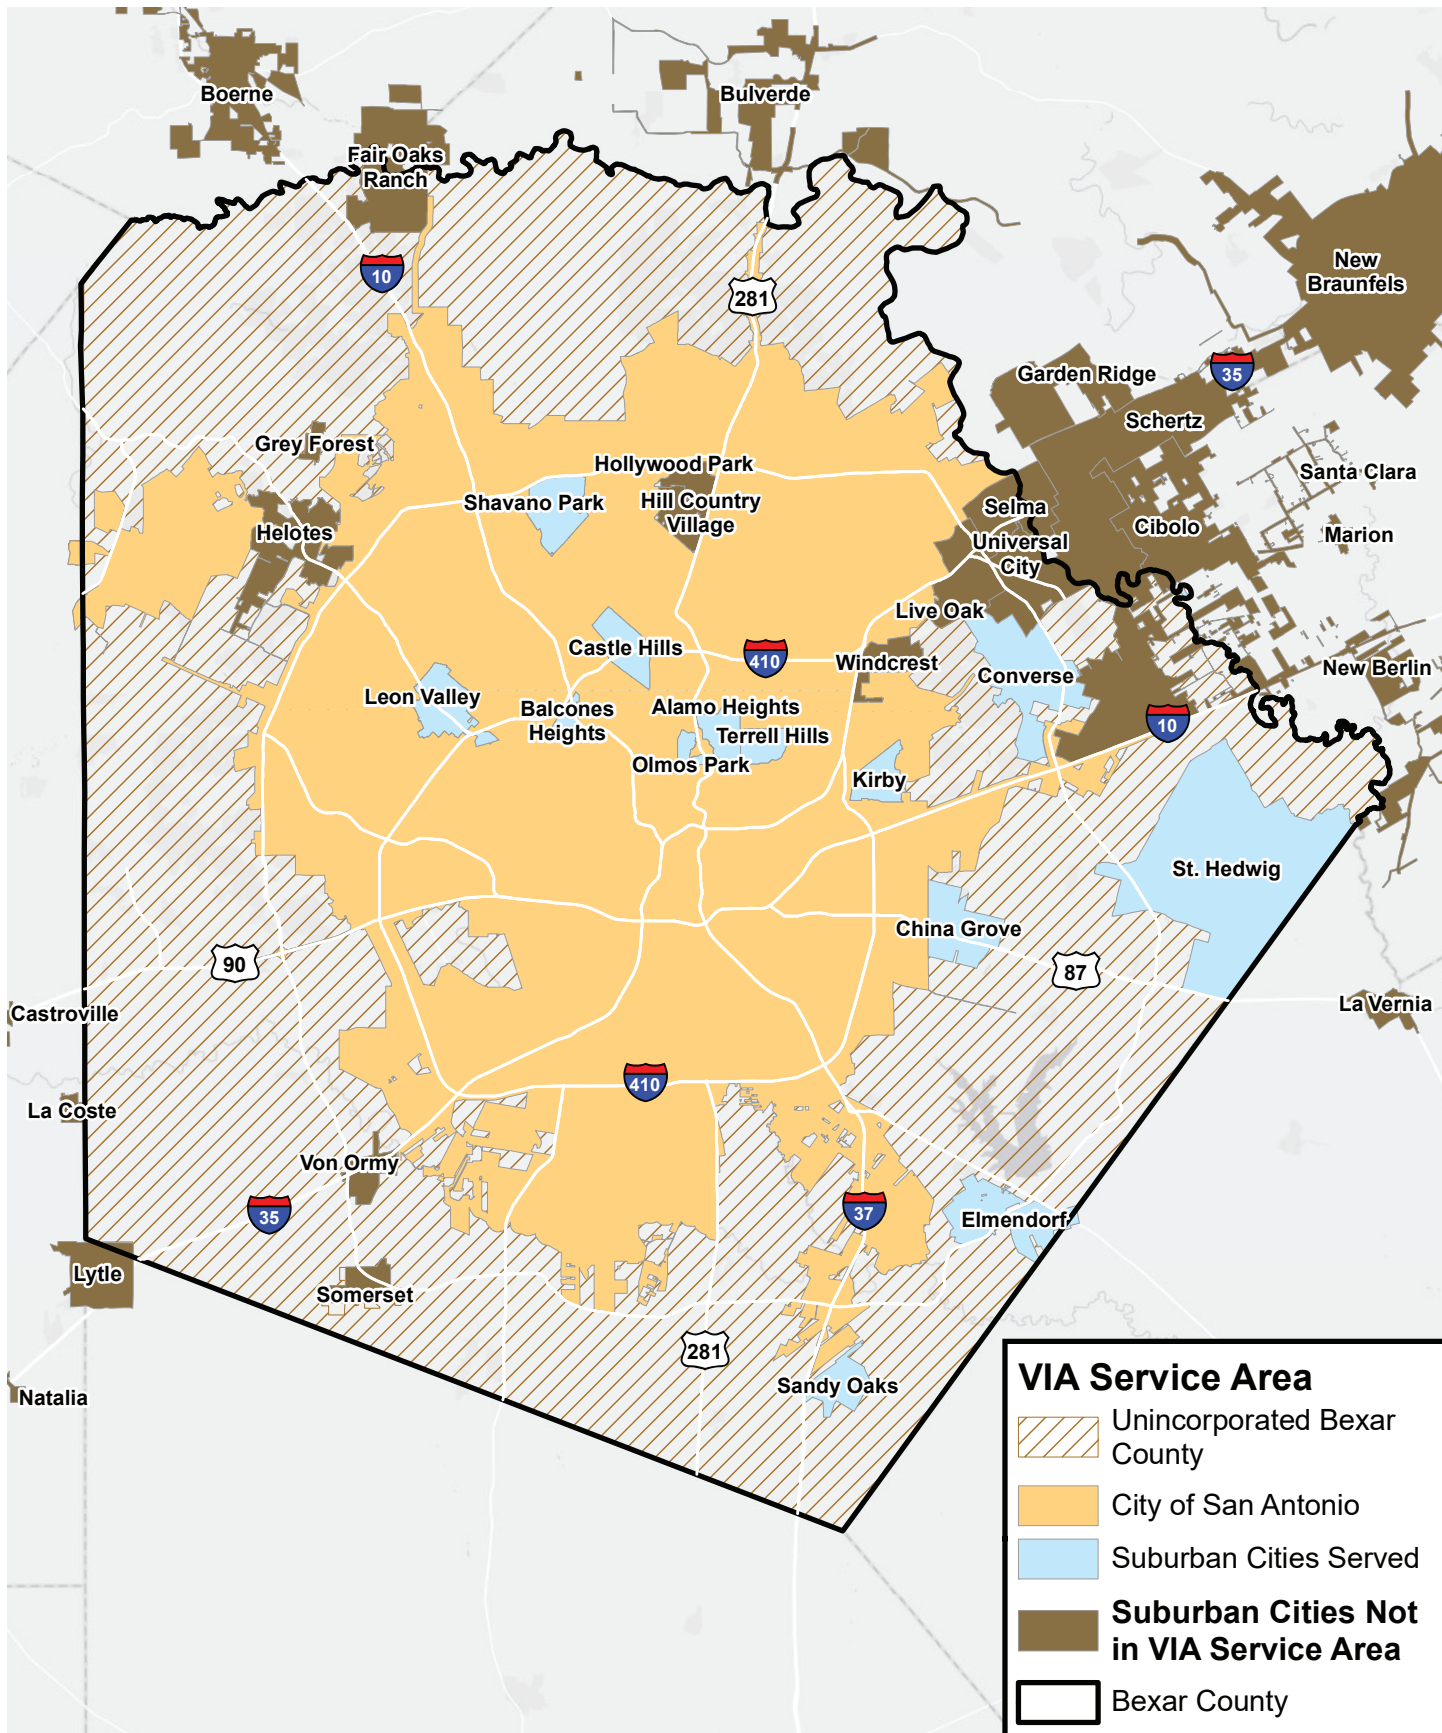 Boerne
Bulverde
Fair Oaks
Ranch
10
281
New
Braunfels
Garden Ridge
35
Schertz
Grey Forest
Hollywood Park
Santa Clara
Shavano Park
Hill Country
Village
Selma
Helotes
Cibolo
Marion
Universal
City
Live Oak
Castle Hills
410
Windcrest
Converse
New Berlin
Leon Valley
Balcones
Heights
Alamo Heights
Terrell Hills
10
Olmos Park
Kirby
St. Hedwig
China Grove
90
87
Castroville
La Vernia
410
La Coste
Von Ormy
35
37
Elmendorf
Lytle
Somerset
281
Sandy Oaks
Natalia
VIA Service Area
Unincorporated Bexar
County
City of San Antonio
Suburban Cities Served
Suburban Cities Not
in VIA Service Area
Bexar County